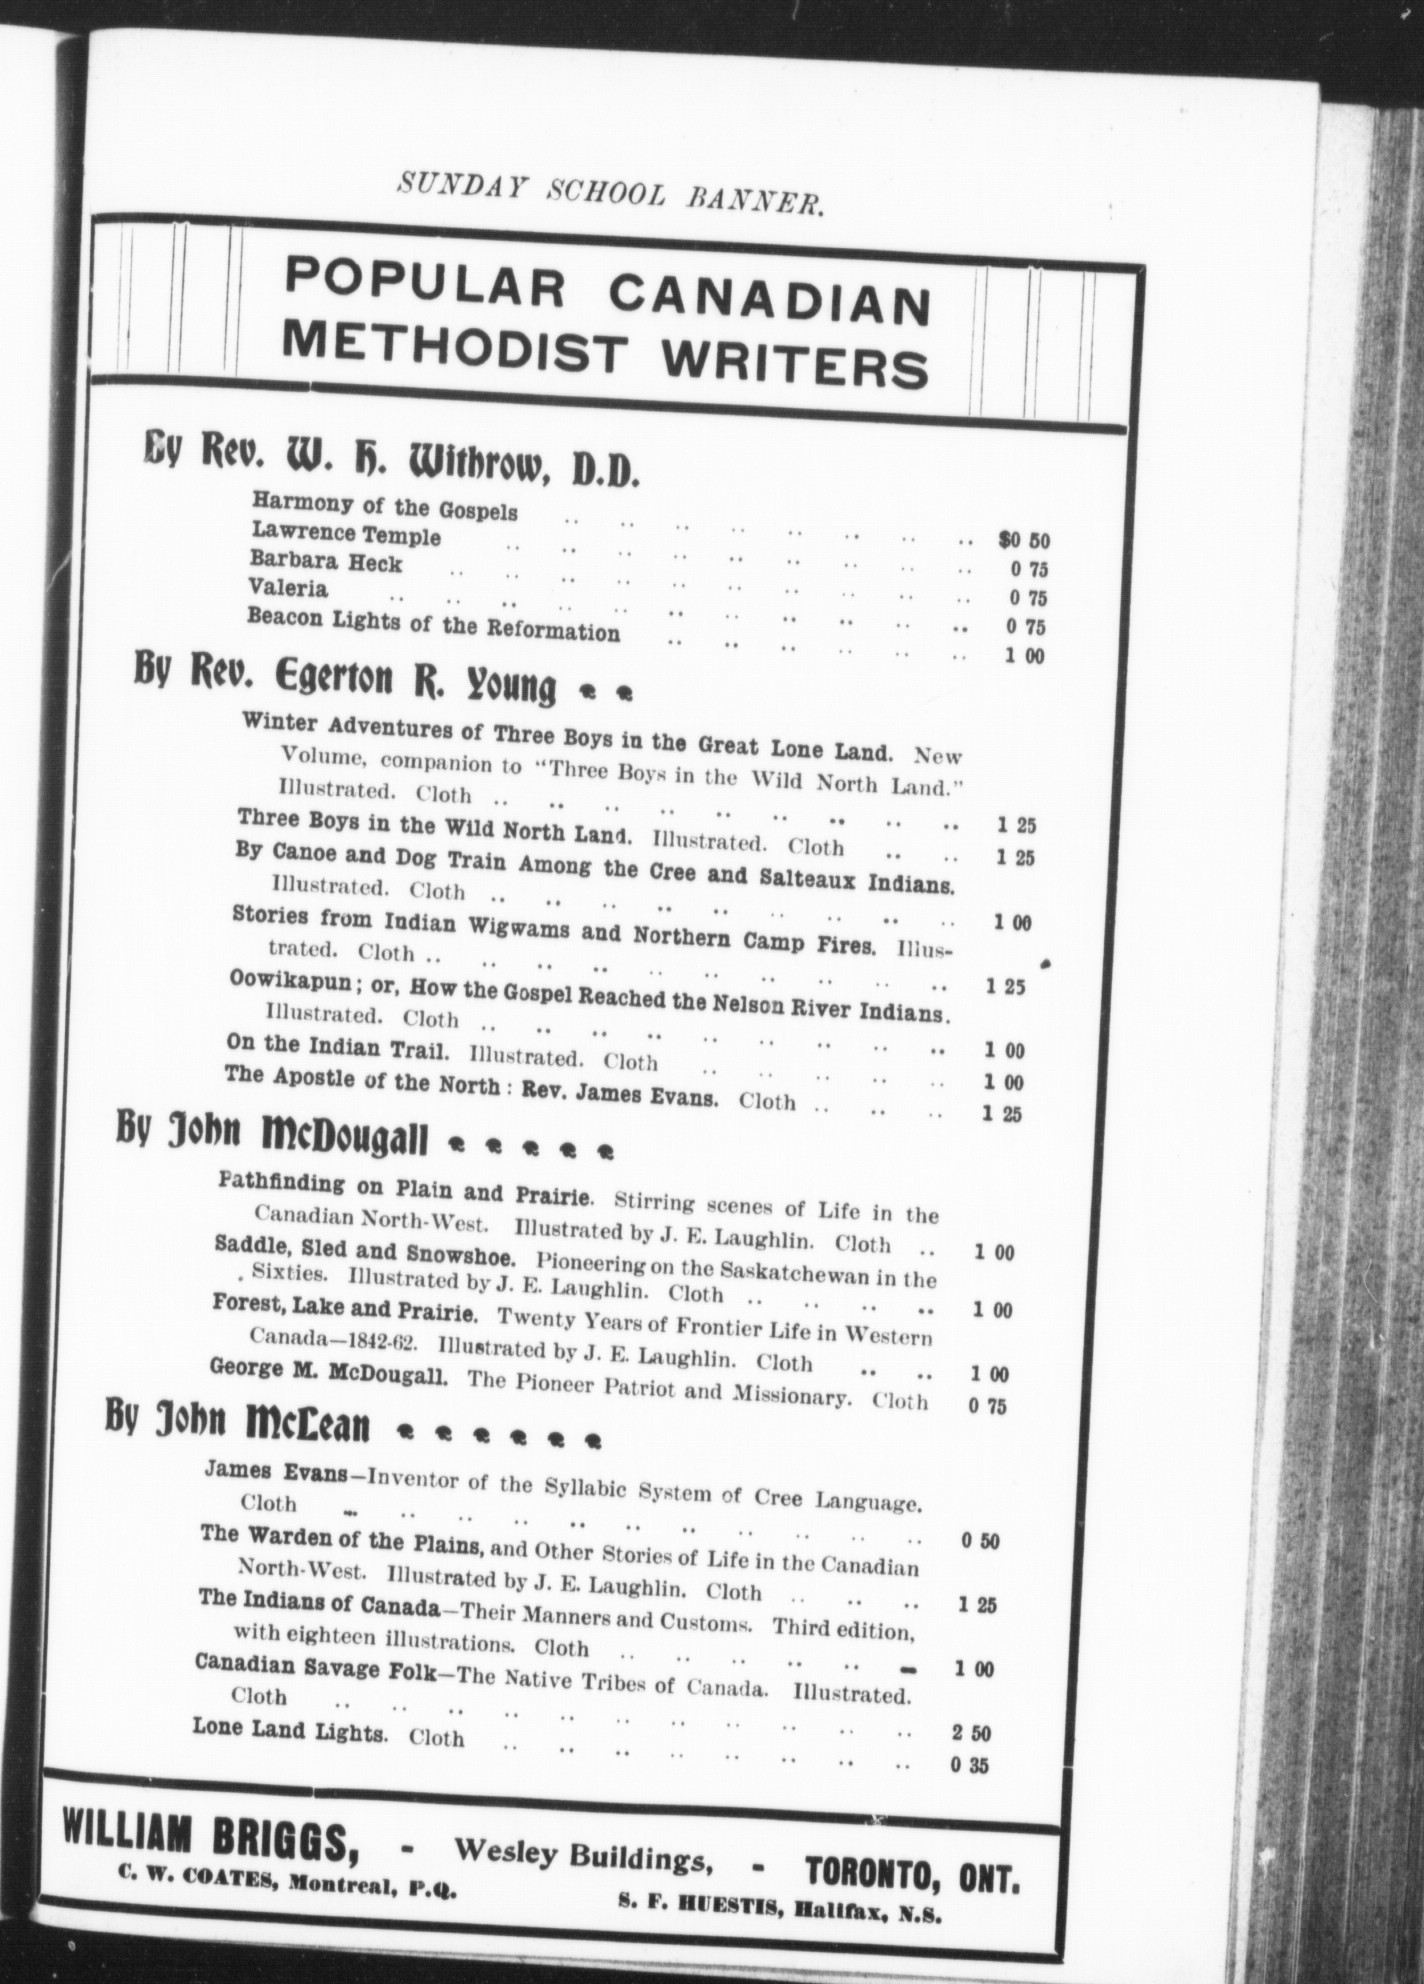 SUNDAY SCHOOL BANNER.
POPULAR CANADIAN
METHODIST WRITERS
By Rev. W. H. Withrow, D.D.
Harmony of the Gospels .. .. .. .. .. .. .. .. $0 50
Lawrence Temple .. .. .. .. .. .. .. .. .. 0 75
Barbara Heck .. .. .. .. .. .. .. .. .. .. 0 75
Valeria .. .. .. .. .. .. .. .. .. .. .. 0 75
Beacon Lights of the Reformation .. .. .. .. .. .. 1 00
By Rev. Egerton R. Young
Winter Adventures of Three Boys in the Great Lone Land. New
Volume, companion to "Three Boys in the Wild North Land."
Illustrated. Cloth .. .. .. .. .. .. .. .. .. 1 25
Three Boys in the Wild North Land. Illustrated. Cloth .. .. 1 25
By Canoe and Dog Train Among the Cree and Salteaux Indians.
Illustrated. Cloth .. .. .. .. .. .. .. .. .. 1 00
Stories from Indian Wigwams and Northern Camp Fires. Illus-
trated. Cloth .. .. .. .. .. .. .. .. .. .. 1 25
Oowikapun; or, How the Gospel Reached the Nelson River Indians.
Illustrated. Cloth .. .. .. .. .. .. .. .. .. 1 00
On the Indian Trail. Illustrated. Cloth .. .. .. .. .. 1 00
The Apostle of the North: Rev. James Evans. Cloth .. .. .. 1 25
By John McDougall
Pathfinding on Plain and Prairie. Stirring scenes of Life in the
Canadian North-West. Illustrated by J. E. Laughlin. Cloth .. 1 00
Saddle, Sled and Snowshoe. Pioneering on the Saskatchewan in the
Sixties. Illustrated by J. E. Laughlin. Cloth .. .. .. .. 1 00
Forest, Lake and Prairie. Twenty Years of Frontier Life in Western
Canada—1842-62. Illustrated by J. E. Laughlin. Cloth .. .. 1 00
George M. McDougall. The Pioneer Patriot and Missionary. Cloth 0 75
By John McLean
James Evans—Inventor of the Syllabic System of Cree Language.
Cloth .. .. .. .. .. .. .. .. .. .. .. 0 50
The Warden of the Plains, and Other Stories of Life in the Canadian
North-West. Illustrated by J. E. Laughlin. Cloth .. .. .. 1 25
The Indians of Canada—Their Manners and Customs. Third edition,
with eighteen illustrations. Cloth .. .. .. .. .. .. 1 00
Canadian Savage Folk—The Native Tribes of Canada. Illustrated.
Cloth .. .. .. .. .. .. .. .. .. .. .. 2 50
Lone Land Lights. Cloth .. .. .. .. .. .. .. .. 0 35
WILLIAM BRIGGS, - Wesley Buildings, - TORONTO, ONT.
C. W. COATES, Montreal, P.Q. S. F. HUESTIS, Halifax, N.S.